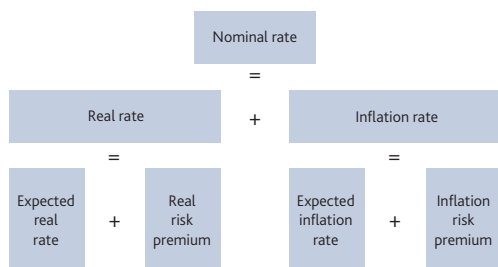 Nominal rate
=
Real rate + Inflation rate
= =
Expected
real
rate
+
Real
risk
premium
Expected
inflation
rate
+
Inflation
risk
premium